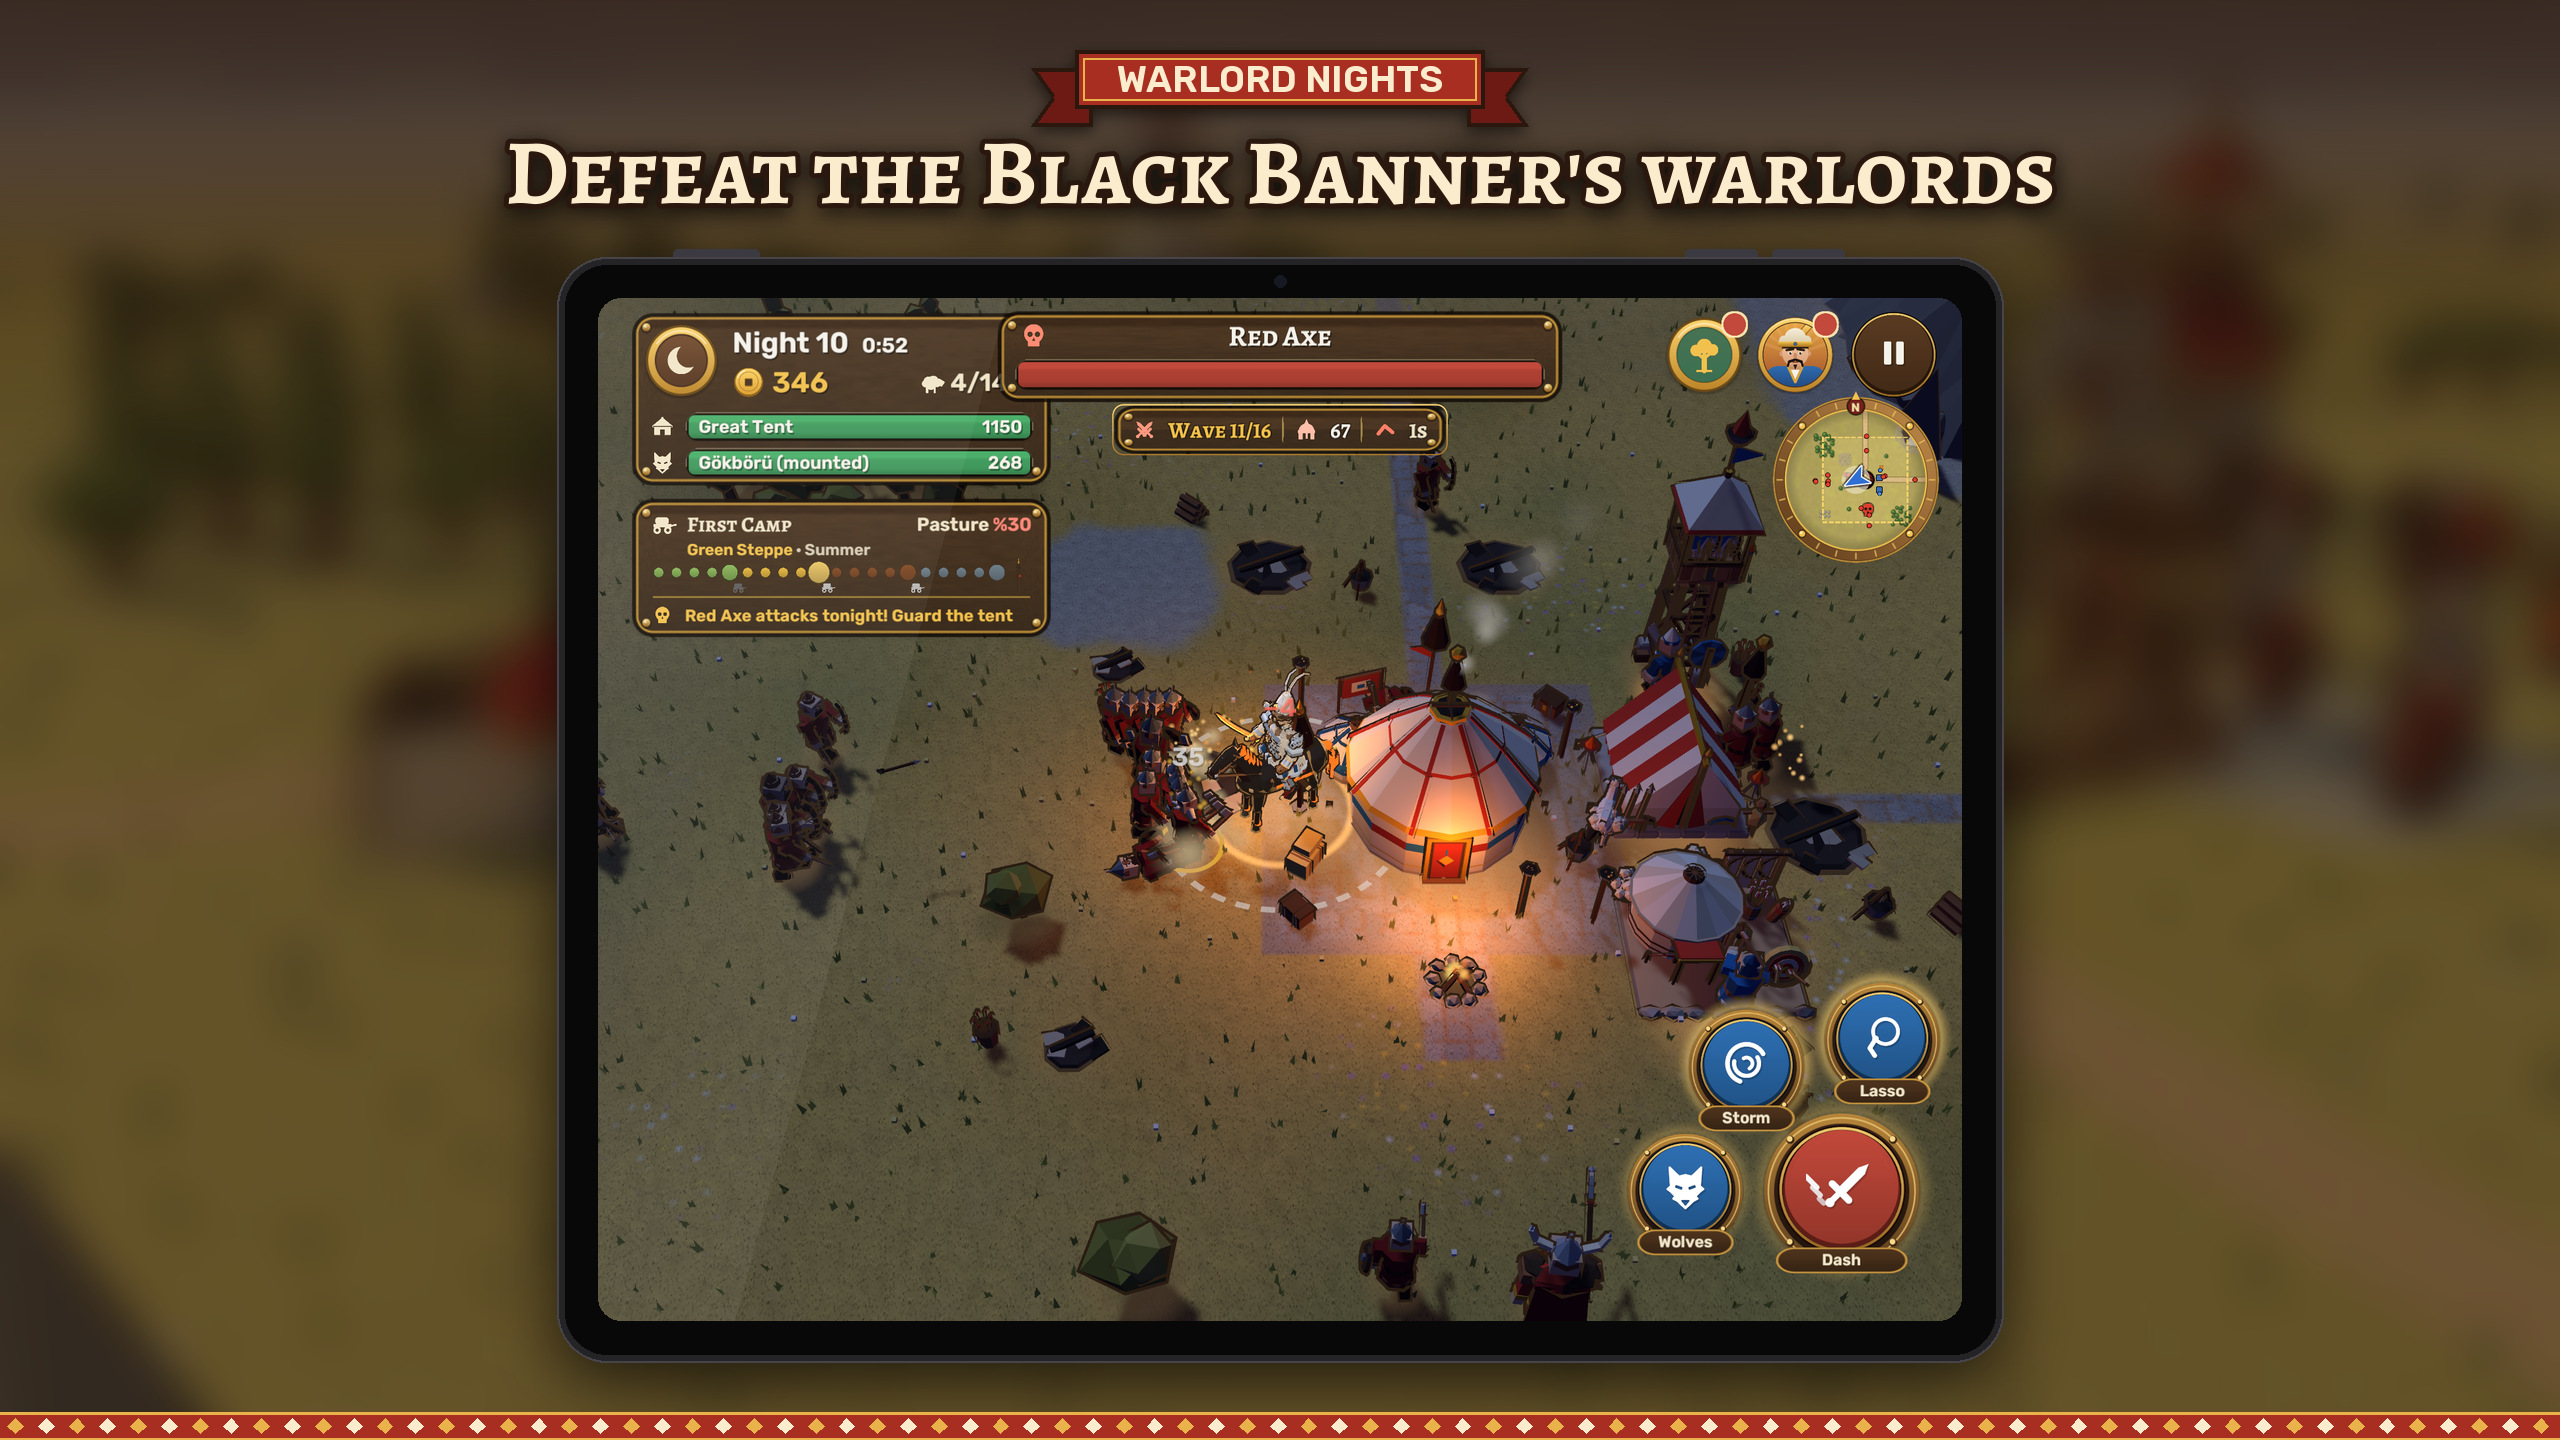 WARLORD NIGHTS
Defeat the Black Banner's warlords
Night 10 0:52
346 4/14
Great Tent 1150
Gökbörü (mounted) 268
Red Axe
Wave 11/16 67 1s
N
First Camp Pasture %30
Green Steppe • Summer
Red Axe attacks tonight! Guard the tent
35
Lasso
Storm
Wolves
Dash